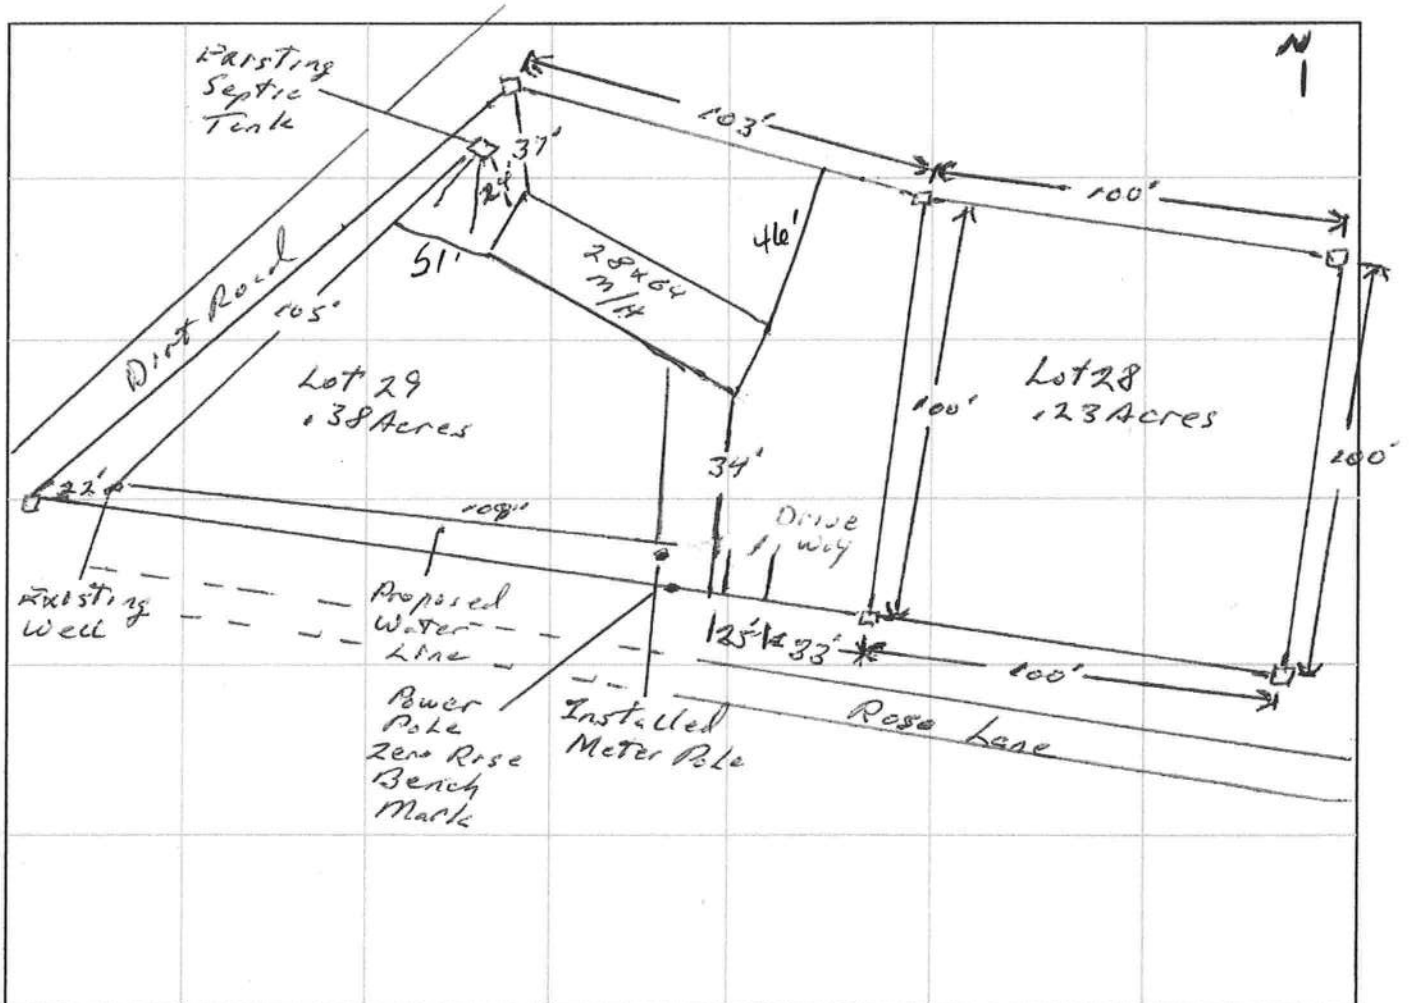 N
Existing
Septic
Tank
103'
37'
100'
24'
46'
28x64
M/H
51'
Dirt Road
105'
Lot 29
.38 Acres
Lot 28
.23 Acres
100'
100'
34'
22'
108'
Drive
Way
Existing
Well
Proposed
Water
Line
25'
33'
100'
Power
Pole
Zero Rise
Bench
Mark
Installed
Meter Pole
Rose Lane